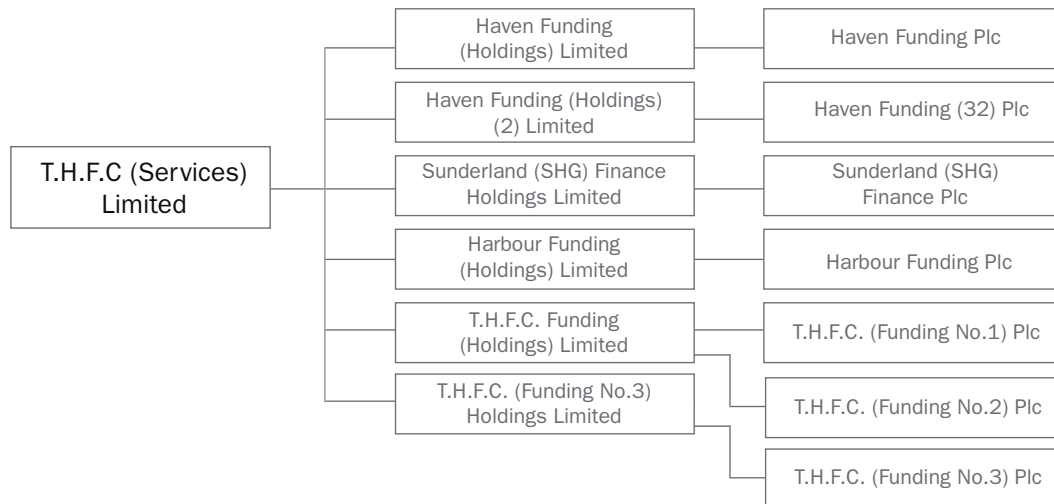 T.H.F.C (Services)
Limited
Haven Funding
(Holdings) Limited
Haven Funding Plc
Haven Funding (Holdings)
(2) Limited
Haven Funding (32) Plc
Sunderland (SHG) Finance
Holdings Limited
Sunderland (SHG)
Finance Plc
Harbour Funding
(Holdings) Limited
Harbour Funding Plc
T.H.F.C. Funding
(Holdings) Limited
T.H.F.C. (Funding No.1) Plc
T.H.F.C. (Funding No.2) Plc
T.H.F.C. (Funding No.3)
Holdings Limited
T.H.F.C. (Funding No.3) Plc